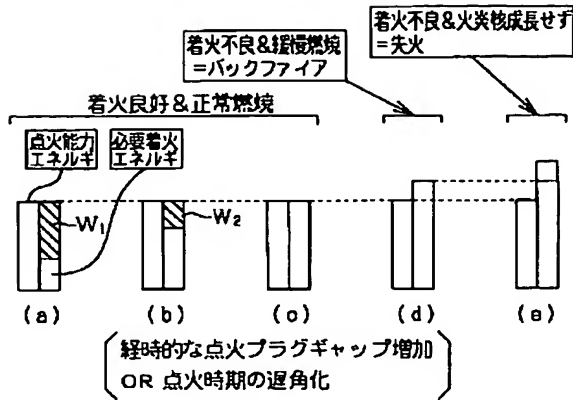 着火不良&緩慢燃焼
=バックファイア
着火不良&火炎核成長せず
=失火
着火良好&正常燃焼
点火能力
エネルギ
必要着火
エネルギ
W₁
W₂
(a)
(b)
(c)
(d)
(e)
経時的な点火プラグギャップ増加
OR 点火時期の遅角化